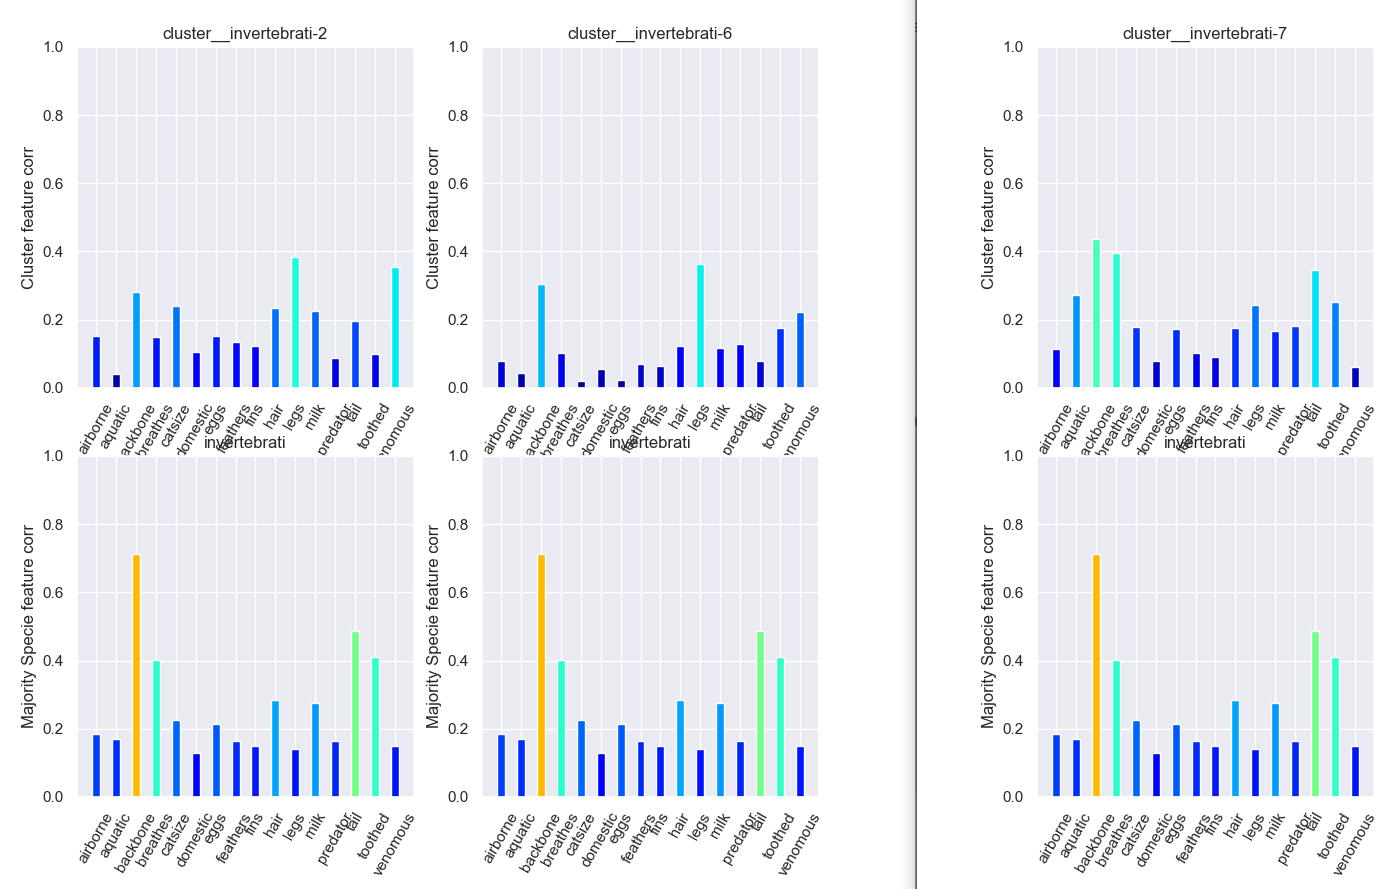 cluster__invertebrati-2
cluster__invertebrati-6
cluster__invertebrati-7
Cluster feature corr
1.0
0.8
0.6
0.4
0.2
0.0
airborne
aquatic
ackbone
breathes
catsize
domestic
eggs
feathers
fins
hair
legs
milk
predator
tail
toothed
enomous
Cluster feature corr
1.0
0.8
0.6
0.4
0.2
0.0
airborne
aquatic
ackbone
breathes
catsize
domestic
eggs
feathers
fins
hair
legs
milk
predator
tail
toothed
enomous
Cluster feature corr
1.0
0.8
0.6
0.4
0.2
0.0
airborne
aquatic
ackbone
breathes
catsize
domestic
eggs
feathers
fins
hair
legs
milk
predator
tail
toothed
enomous
invertebrati
invertebrati
invertebrati
Majority Specie feature corr
1.0
0.8
0.6
0.4
0.2
0.0
airborne
aquatic
backbone
breathes
catsize
domestic
eggs
feathers
fins
hair
legs
milk
predator
tail
toothed
venomous
Majority Specie feature corr
1.0
0.8
0.6
0.4
0.2
0.0
airborne
aquatic
backbone
breathes
catsize
domestic
eggs
feathers
fins
hair
legs
milk
predator
tail
toothed
venomous
Majority Specie feature corr
1.0
0.8
0.6
0.4
0.2
0.0
airborne
aquatic
backbone
breathes
catsize
domestic
eggs
feathers
fins
hair
legs
milk
predator
tail
toothed
venomous